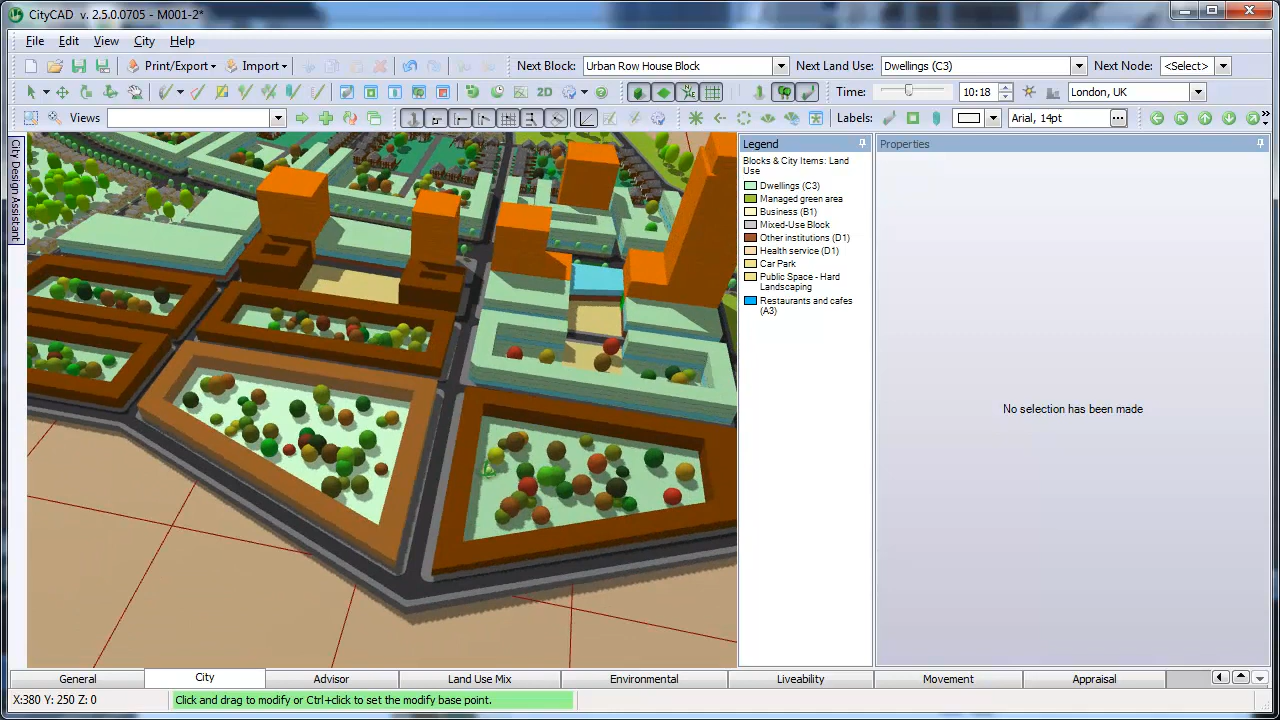 CityCAD v. 2.5.0.0705 - M001-2*
File Edit View City Help
Print/Export Import Next Block: Urban Row House Block Next Land Use: Dwellings (C3) Next Node: <Select>
2D Time: 10:18 London, UK
Views Labels: Arial, 14pt ... »
City Design Assistant
Legend
Blocks & City Items: Land
Use
Dwellings (C3)
Managed green area
Business (B1)
Mixed-Use Block
Other institutions (D1)
Health service (D1)
Car Park
Public Space - Hard
Landscaping
Restaurants and cafes
(A3)
Properties
No selection has been made
General City Advisor Land Use Mix Environmental Liveability Movement Appraisal
X:380 Y: 250 Z: 0 Click and drag to modify or Ctrl+click to set the modify base point.